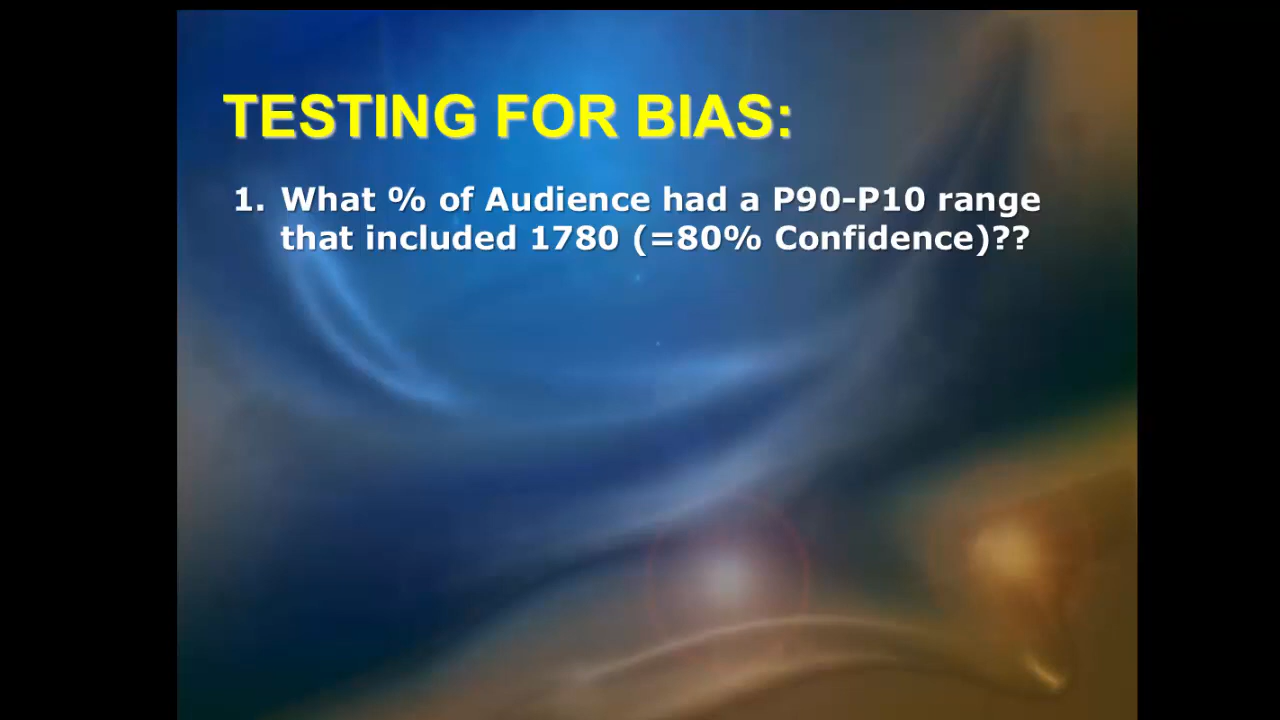 TESTING FOR BIAS:
1. What % of Audience had a P90-P10 range
that included 1780 (=80% Confidence)??